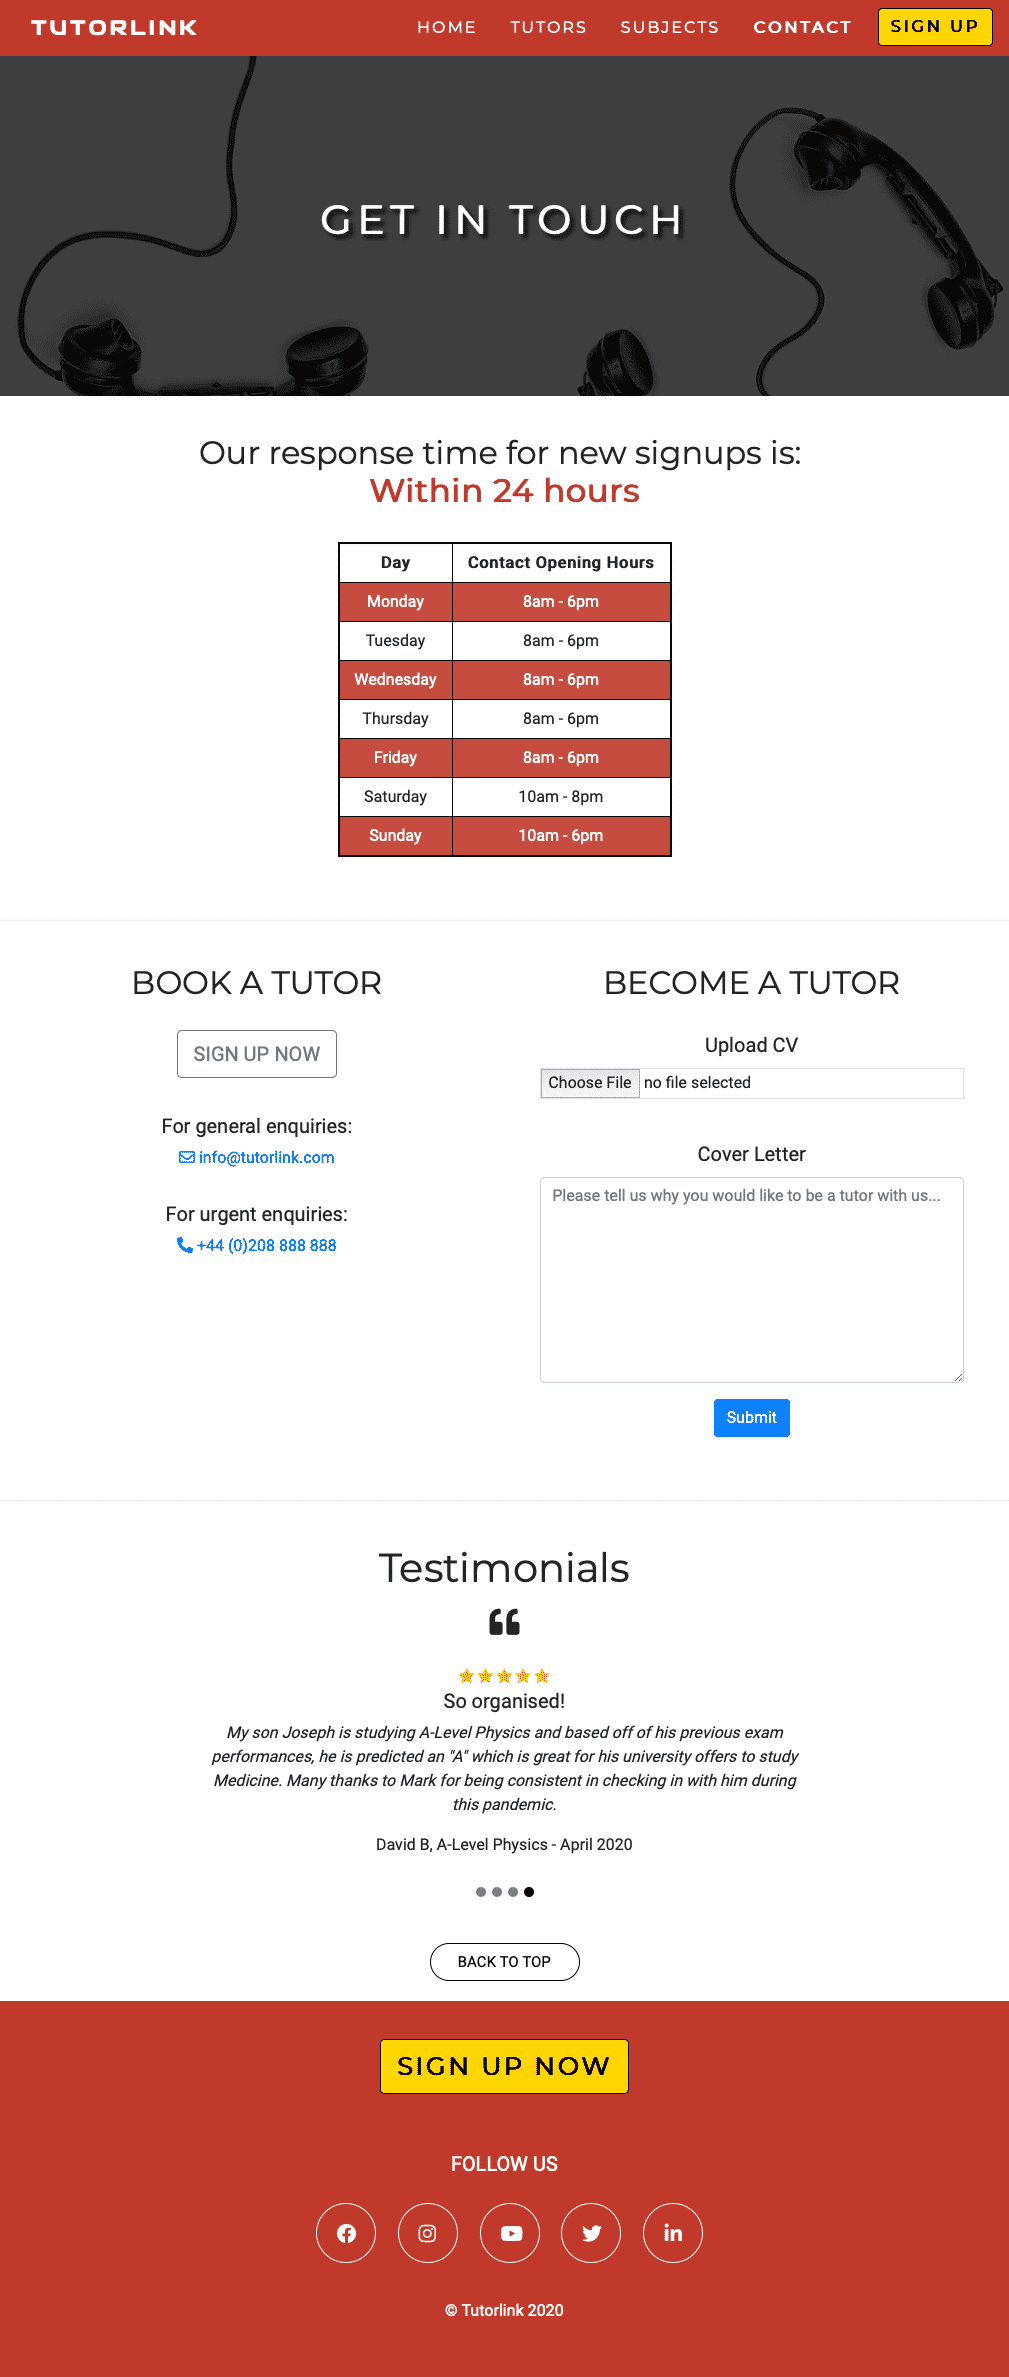 TUTORLINK
HOME TUTORS SUBJECTS CONTACT SIGN UP
GET IN TOUCH
Our response time for new signups is:
Within 24 hours
Day Contact Opening Hours
Monday 8am - 6pm
Tuesday 8am - 6pm
Wednesday 8am - 6pm
Thursday 8am - 6pm
Friday 8am - 6pm
Saturday 10am - 8pm
Sunday 10am - 6pm
BOOK A TUTOR
SIGN UP NOW
For general enquiries:
info@tutorlink.com
For urgent enquiries:
+44 (0)208 888 888
BECOME A TUTOR
Upload CV
Choose File no file selected
Cover Letter
Please tell us why you would like to be a tutor with us...
Submit
Testimonials
So organised!
My son Joseph is studying A-Level Physics and based off of his previous exam
performances, he is predicted an "A" which is great for his university offers to study
Medicine. Many thanks to Mark for being consistent in checking in with him during
this pandemic.
David B, A-Level Physics - April 2020
BACK TO TOP
SIGN UP NOW
FOLLOW US
© Tutorlink 2020